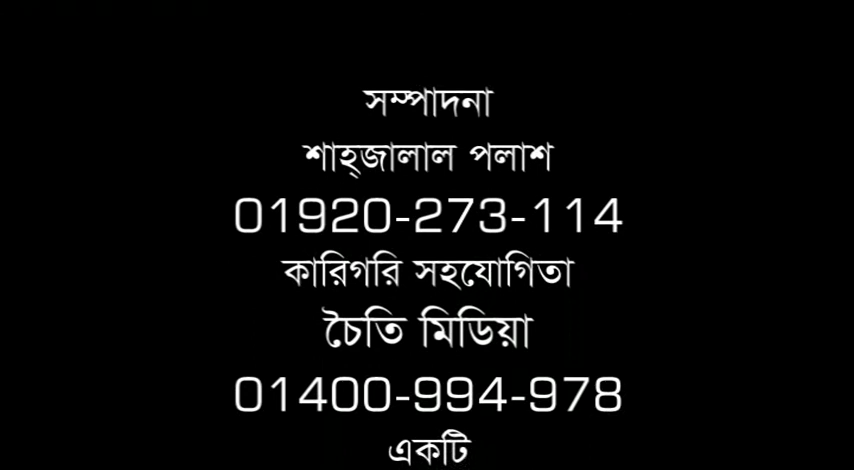 সম্পাদনা
শাহ্জালাল পলাশ
01920-273-114
কারিগরি সহযোগিতা
চৈতি মিডিয়া
01400-994-978
একটি